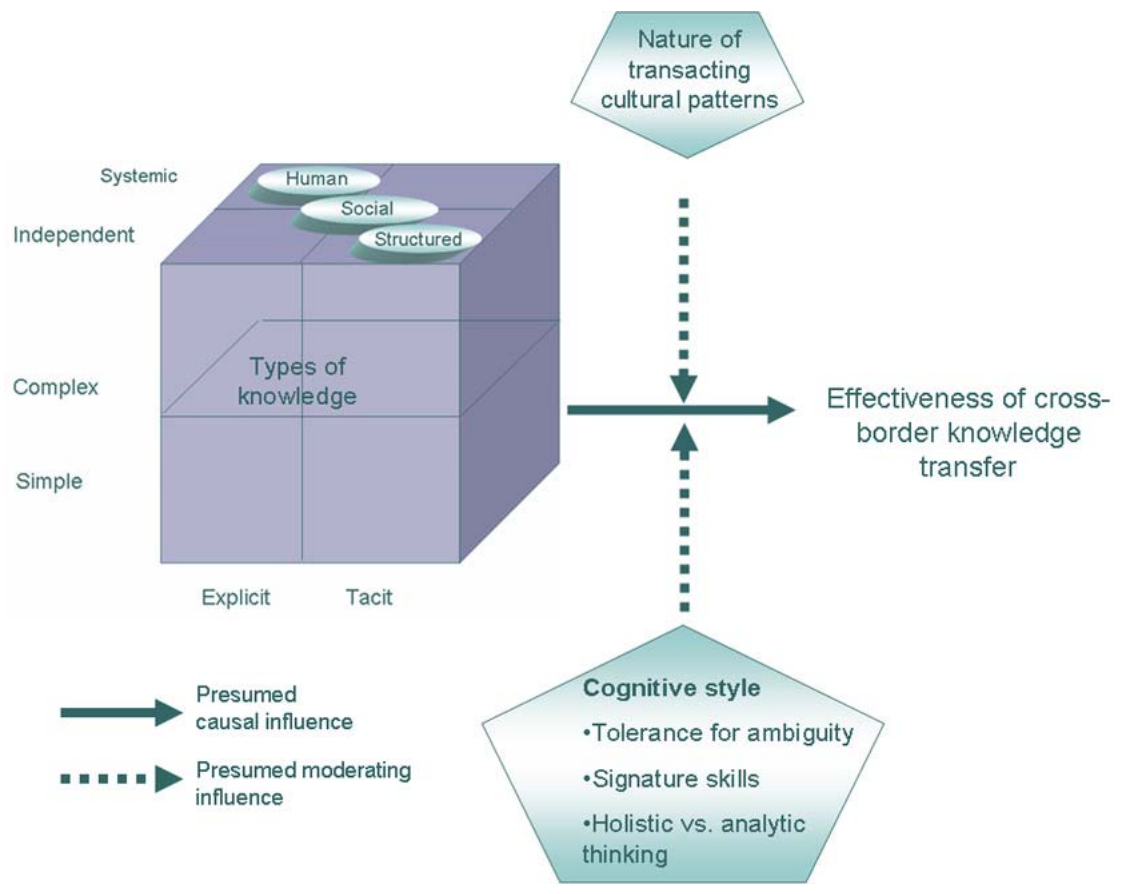 Nature of
transacting
cultural patterns
Systemic
Human
Social
Independent
Structured
Types of
knowledge
Complex
Simple
Effectiveness of cross-
border knowledge
transfer
Explicit
Tacit
Presumed
causal influence
Presumed moderating
influence
Cognitive style
•Tolerance for ambiguity
•Signature skills
•Holistic vs. analytic
thinking